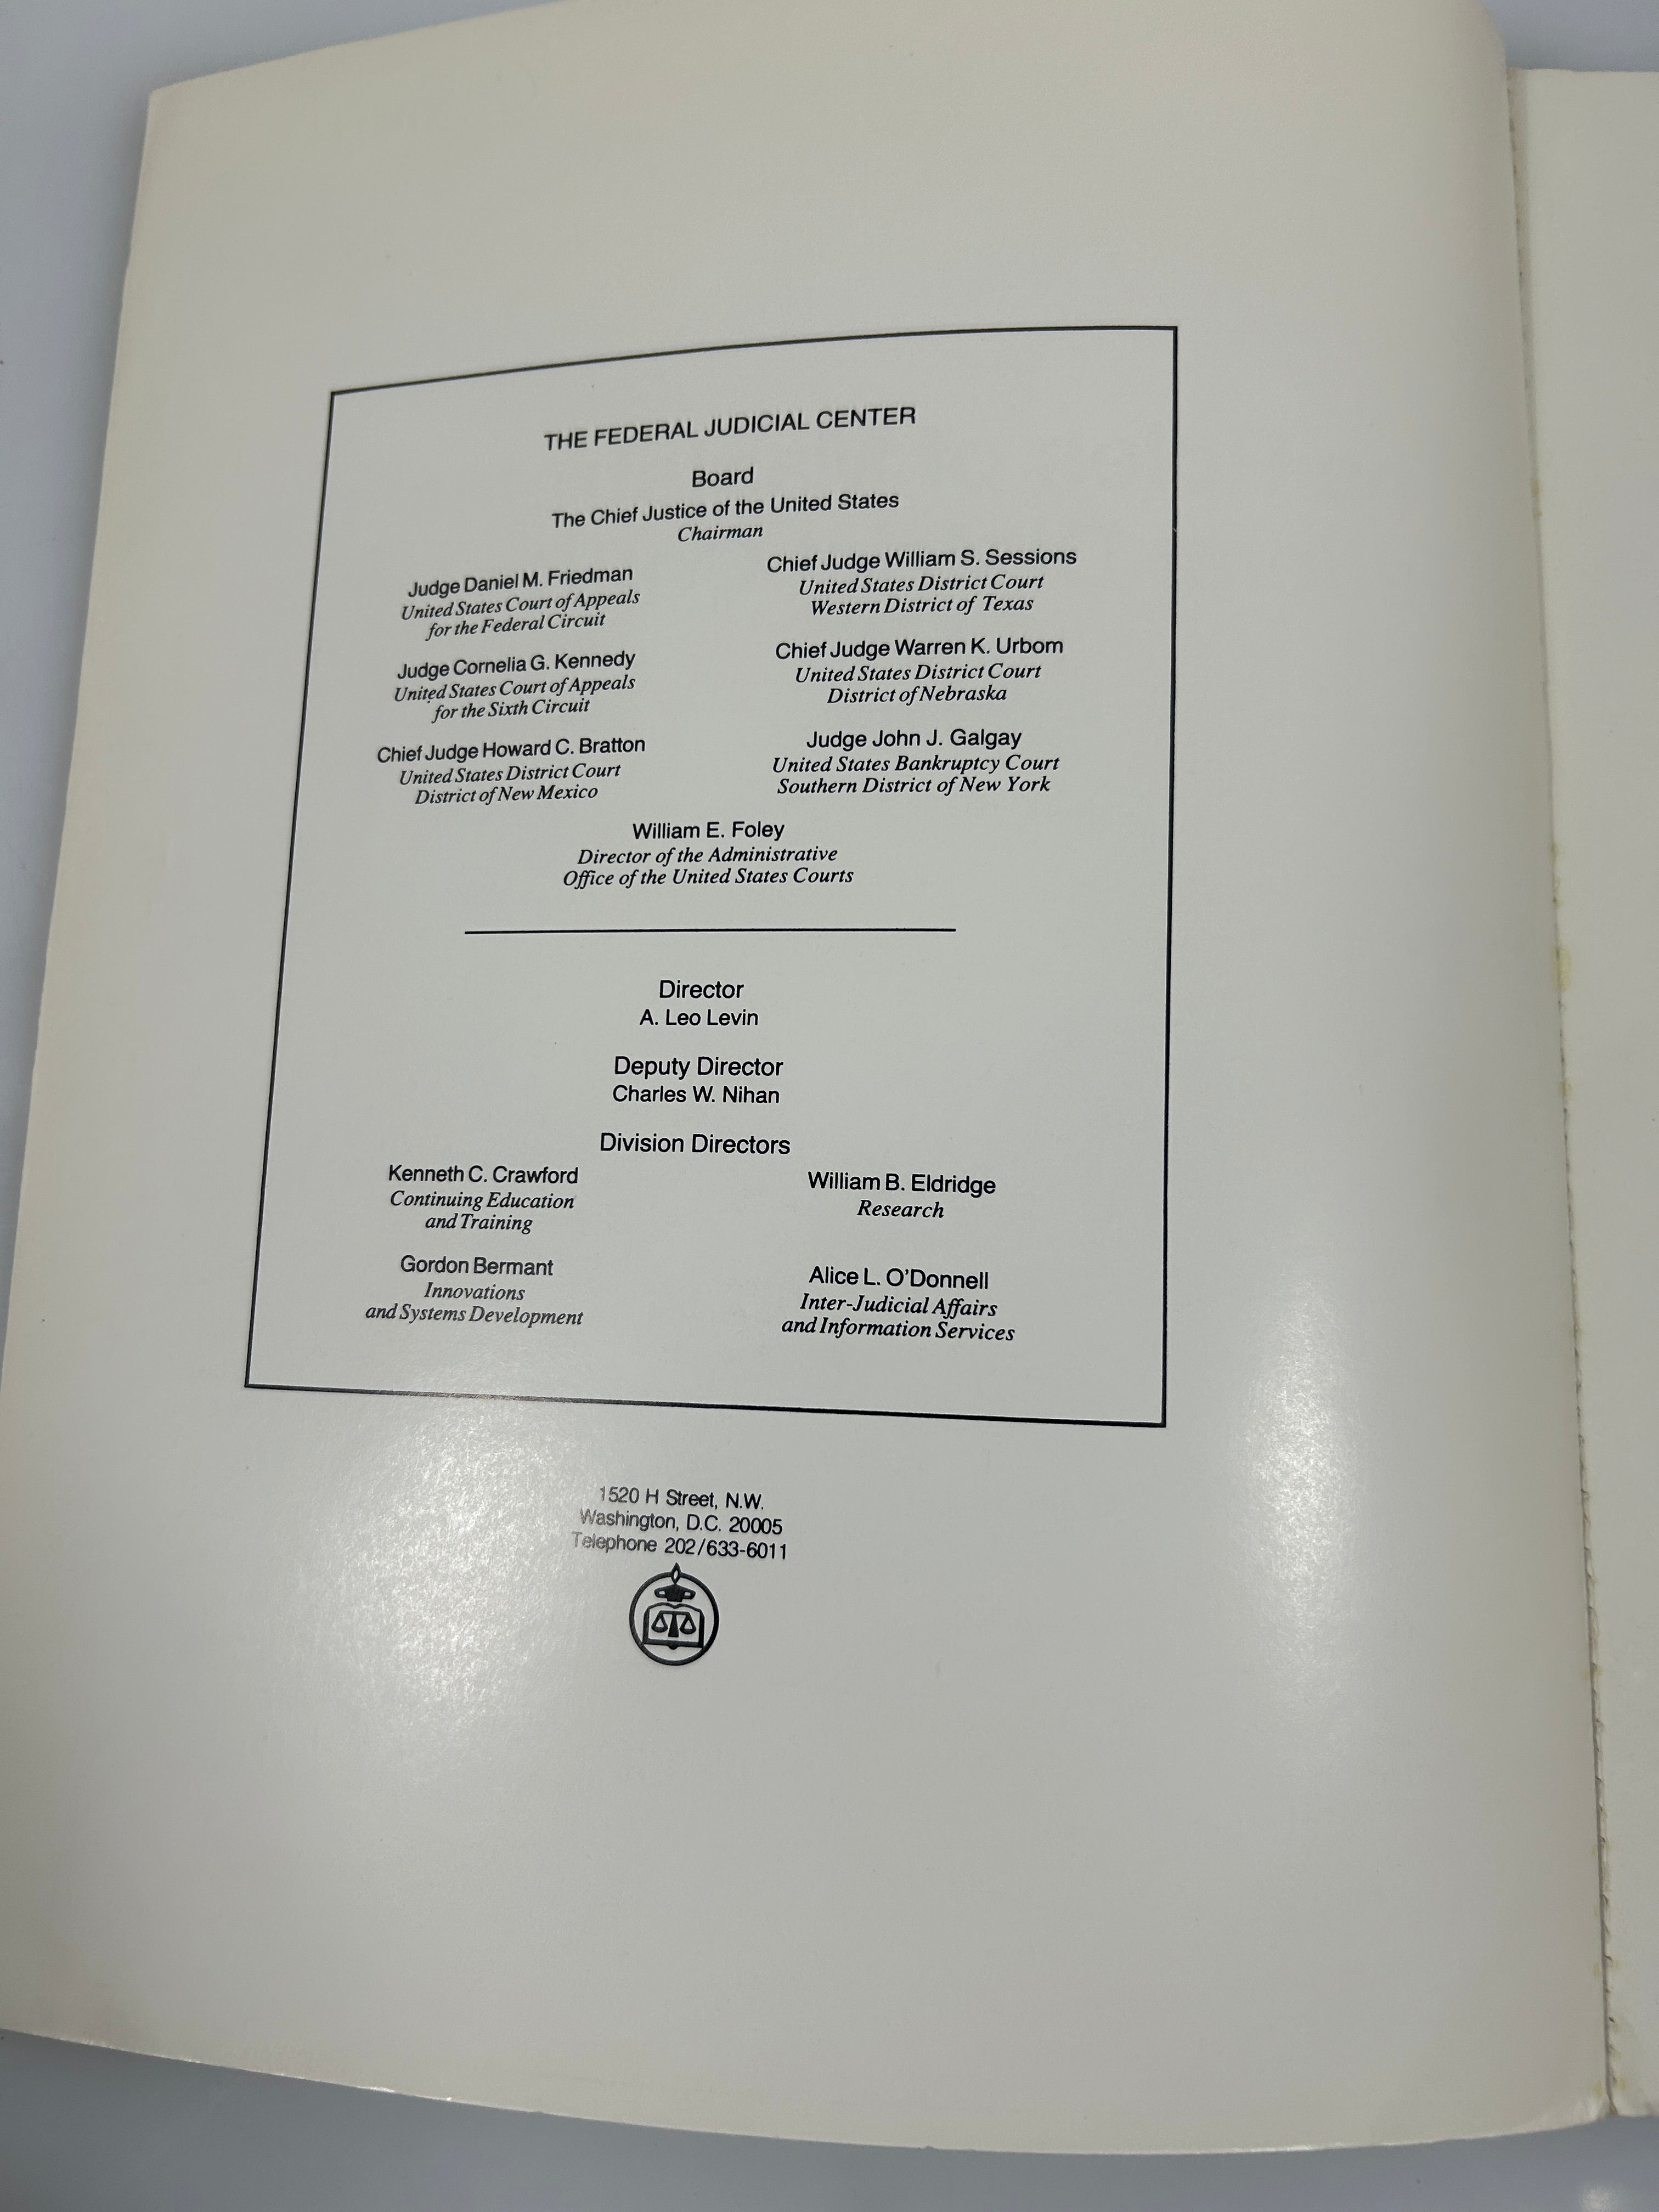 THE FEDERAL JUDICIAL CENTER
Board
The Chief Justice of the United States
Chairman
Judge Daniel M. Friedman
United States Court of Appeals
for the Federal Circuit
Judge Cornelia G. Kennedy
United States Court of Appeals
for the Sixth Circuit
Chief Judge Howard C. Bratton
United States District Court
District of New Mexico
Chief Judge William S. Sessions
United States District Court
Western District of Texas
Chief Judge Warren K. Urbom
United States District Court
District of Nebraska
Judge John J. Galgay
United States Bankruptcy Court
Southern District of New York
William E. Foley
Director of the Administrative
Office of the United States Courts
Director
A. Leo Levin
Deputy Director
Charles W. Nihan
Division Directors
Kenneth C. Crawford
Continuing Education
and Training
Gordon Bermant
Innovations
and Systems Development
William B. Eldridge
Research
Alice L. O'Donnell
Inter-Judicial Affairs
and Information Services
1520 H Street, N.W.
Washington, D.C. 20005
Telephone 202/633-6011